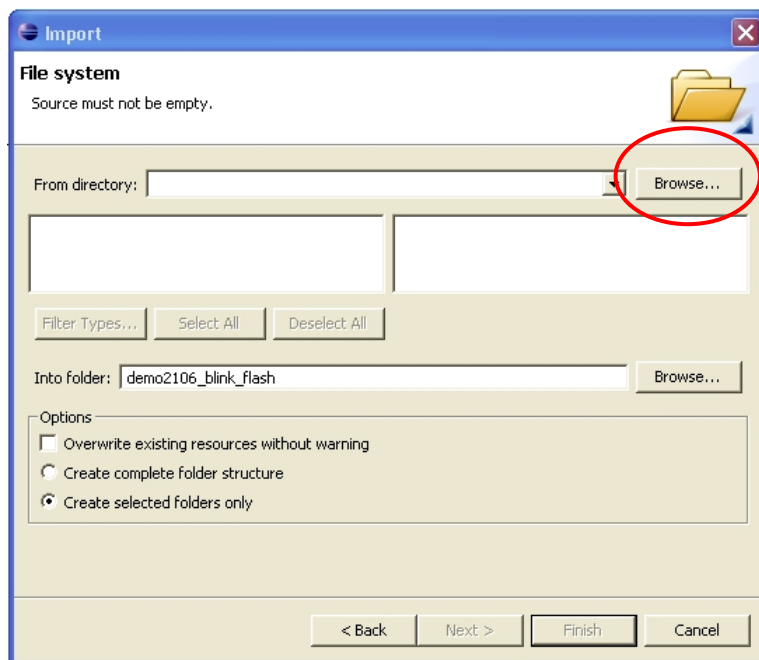 Import
File system
Source must not be empty.
From directory: Browse...
Filter Types... Select All Deselect All
Into folder: demo2106_blink_flash Browse...
Options
Overwrite existing resources without warning
Create complete folder structure
Create selected folders only
< Back Next > Finish Cancel